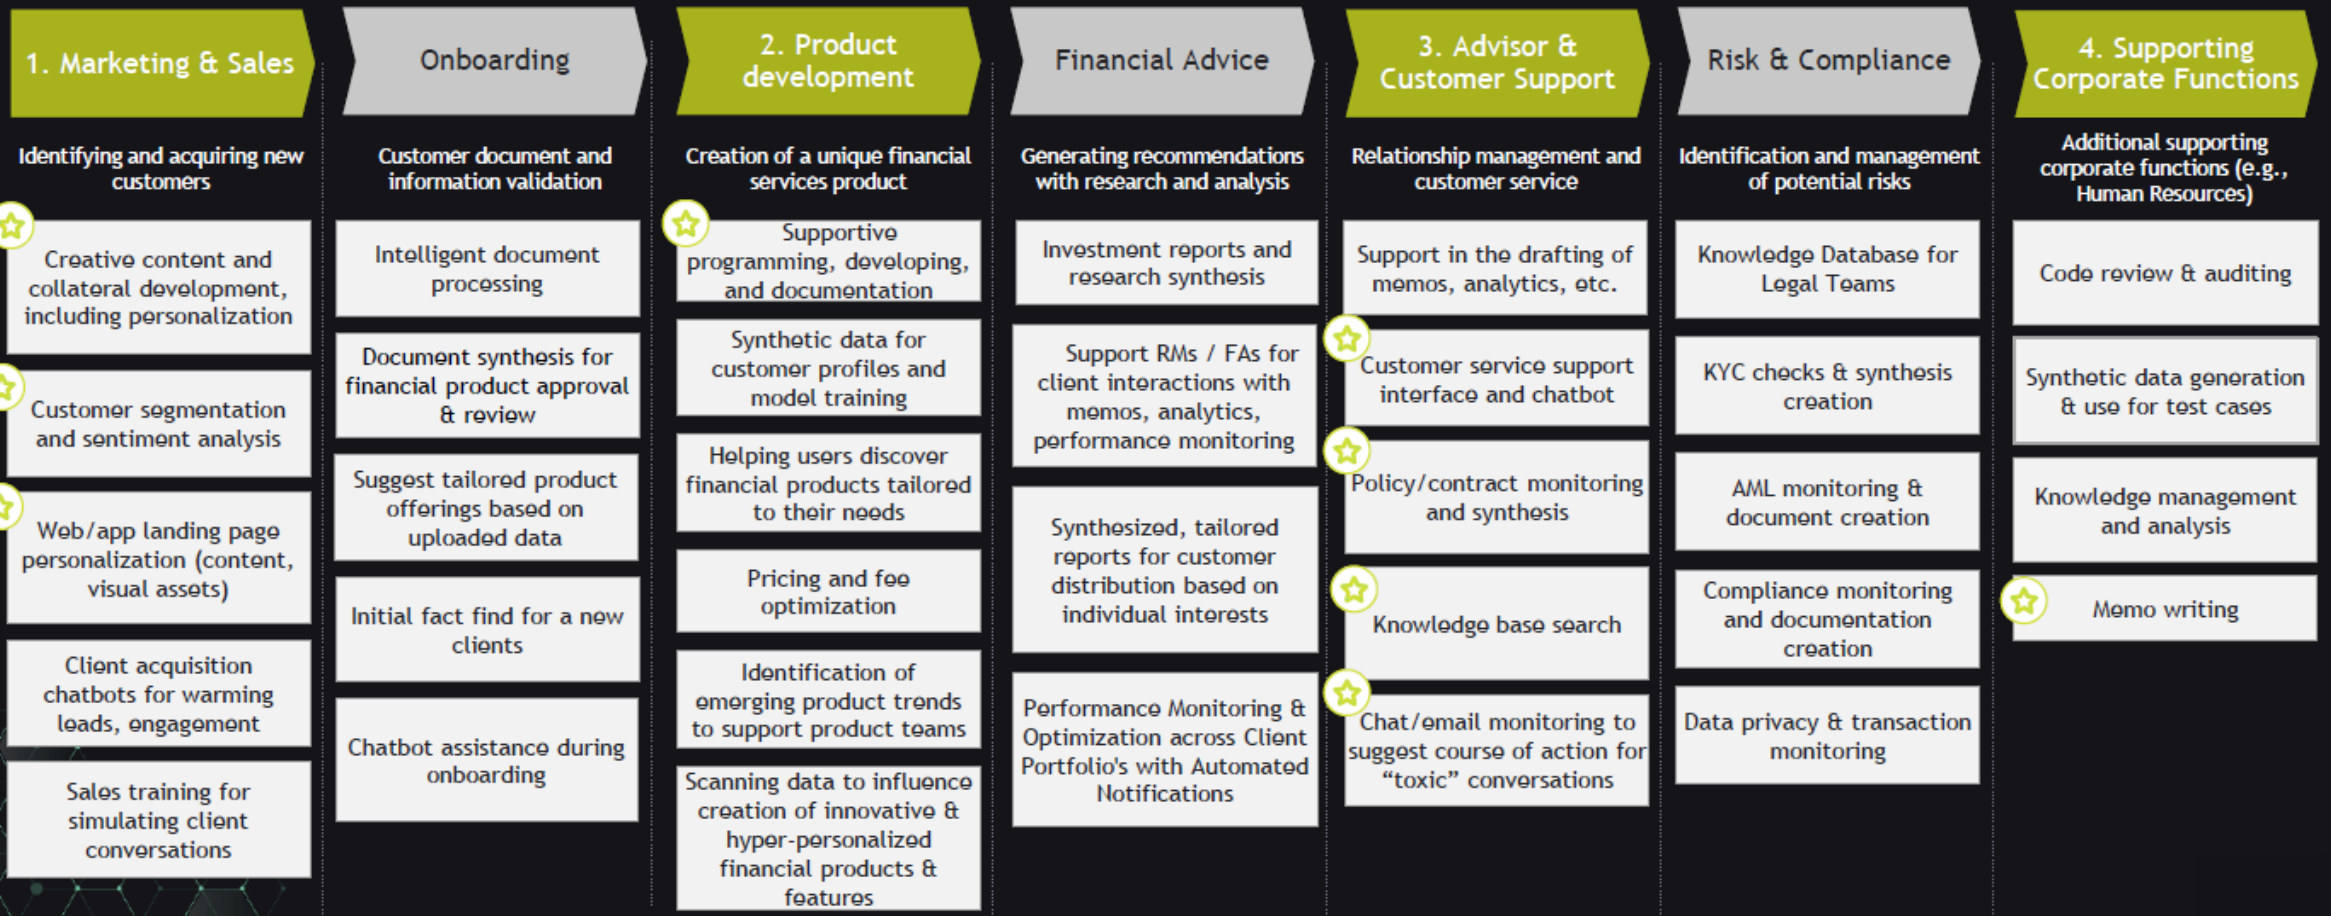 1. Marketing & Sales
Identifying and acquiring new
customers
Creative content and
collateral development,
including personalization
Customer segmentation
and sentiment analysis
Web/app landing page
personalization (content,
visual assets)
Client acquisition
chatbots for warming
leads, engagement
Sales training for
simulating client
conversations
Onboarding
Customer document and
information validation
Intelligent document
processing
Document synthesis for
financial product approval
& review
Suggest tailored product
offerings based on
uploaded data
Initial fact find for a new
clients
Chatbot assistance during
onboarding
2. Product
development
Creation of a unique financial
services product
Supportive
programming, developing,
and documentation
Synthetic data for
customer profiles and
model training
Helping users discover
financial products tailored
to their needs
Pricing and fee
optimization
Identification of
emerging product trends
to support product teams
Scanning data to influence
creation of innovative &
hyper-personalized
financial products &
features
Financial Advice
Generating recommendations
with research and analysis
Investment reports and
research synthesis
Support RMs / FAs for
client interactions with
memos, analytics,
performance monitoring
Synthesized, tailored
reports for customer
distribution based on
individual interests
Performance Monitoring &
Optimization across Client
Portfolio's with Automated
Notifications
3. Advisor &
Customer Support
Relationship management and
customer service
Support in the drafting of
memos, analytics, etc.
Customer service support
interface and chatbot
Policy/contract monitoring
and synthesis
Knowledge base search
Chat/email monitoring to
suggest course of action for
“toxic” conversations
Risk & Compliance
Identification and management
of potential risks
Knowledge Database for
Legal Teams
KYC checks & synthesis
creation
AML monitoring &
document creation
Compliance monitoring
and documentation
creation
Data privacy & transaction
monitoring
4. Supporting
Corporate Functions
Additional supporting
corporate functions (e.g.,
Human Resources)
Code review & auditing
Synthetic data generation
& use for test cases
Knowledge management
and analysis
Memo writing